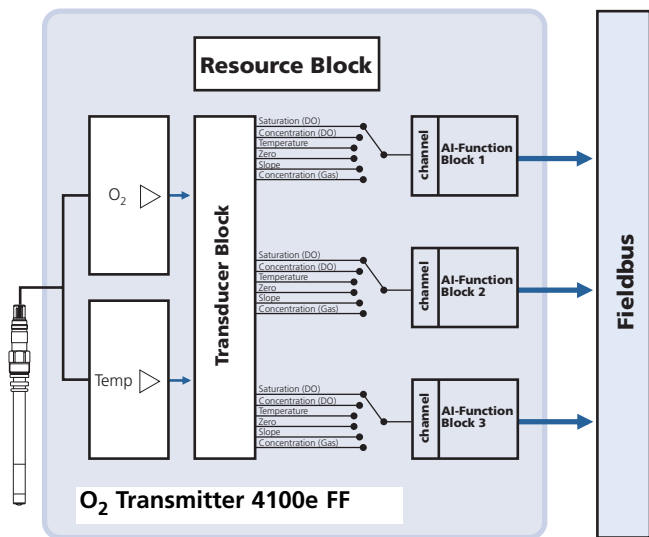 Resource Block
O₂
Temp
Transducer Block
Saturation (DO)
Concentration (DO)
Temperature
Zero
Slope
Concentration (Gas)
channel
AI-Function
Block 1
Saturation (DO)
Concentration (DO)
Temperature
Zero
Slope
Concentration (Gas)
channel
AI-Function
Block 2
Saturation (DO)
Concentration (DO)
Temperature
Zero
Slope
Concentration (Gas)
channel
AI-Function
Block 3
Fieldbus
O₂ Transmitter 4100e FF